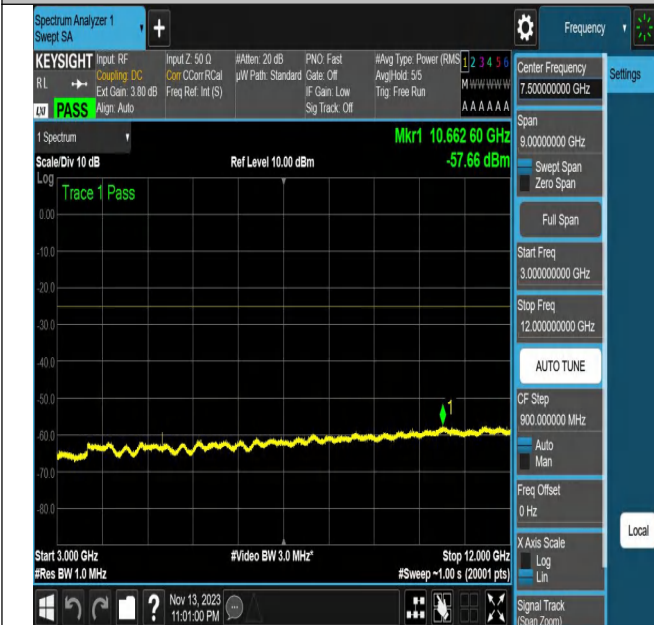 Spectrum Analyzer 1
Swept SA
+
Frequency
KEYSIGHT
RL
LXI
PASS
Input: RF
Coupling: DC
Ext Gain: 3.80 dB
Align: Auto
Input Z: 50 Ω
Corr CCorr RCal
Freq Ref: Int (S)
#Atten: 20 dB
µW Path: Standard
PNO: Fast
Gate: Off
IF Gain: Low
Sig Track: Off
#Avg Type: Power (RMS
Avg|Hold: 5/5
Trig: Free Run
1 2 3 4 5 6
M W W W W W
A A A A A A
1 Spectrum
Scale/Div 10 dB
Ref Level 10.00 dBm
Mkr1 10.662 60 GHz
-57.66 dBm
Log
Trace 1 Pass
0.00
-10.0
-20.0
-30.0
-40.0
-50.0
-60.0
-70.0
-80.0
1
Start 3.000 GHz
#Res BW 1.0 MHz
#Video BW 3.0 MHz*
Stop 12.000 GHz
#Sweep ~1.00 s (20001 pts)
?
Nov 13, 2023
11:01:00 PM
Center Frequency
7.500000000 GHz
Settings
Span
9.00000000 GHz
Swept Span
Zero Span
Full Span
Start Freq
3.000000000 GHz
Stop Freq
12.000000000 GHz
AUTO TUNE
CF Step
900.000000 MHz
Auto
Man
Freq Offset
0 Hz
X Axis Scale
Log
Lin
Local
Signal Track
(Span Zoom)